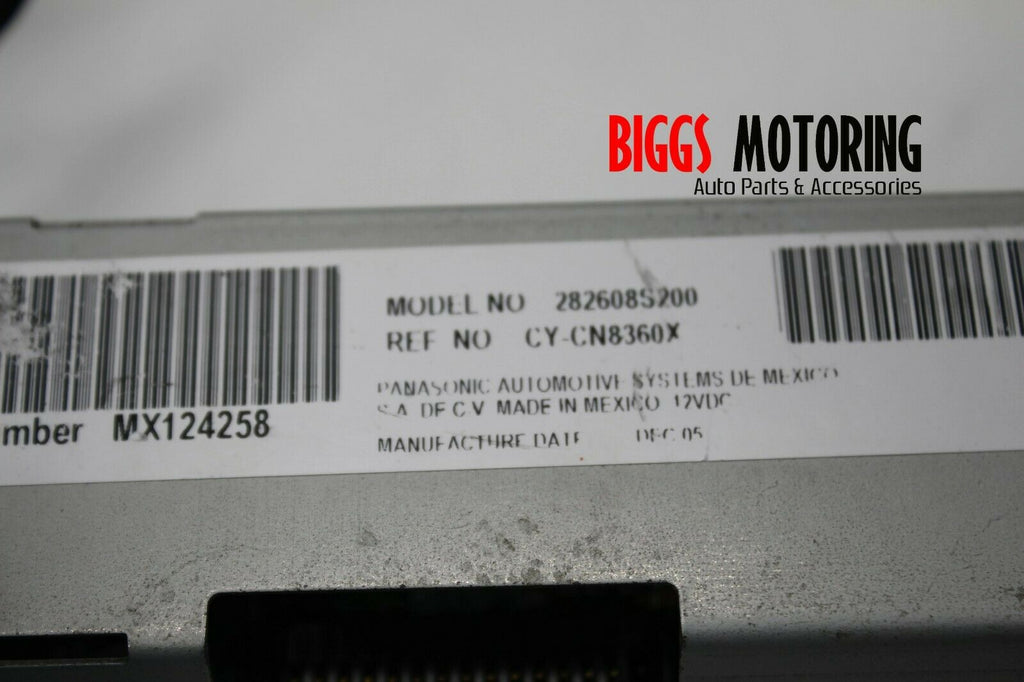 BIGGS MOTORING
Auto Parts & Accessories
MODEL NO 282608S200
REF NO CY-CN8360X
PANASONIC AUTOMOTIVE SYSTEMS DE MEXICO
S.A. DE C.V. MADE IN MEXICO 12VDC
MANUFACTURE DATE DEC 05
mber MX124258